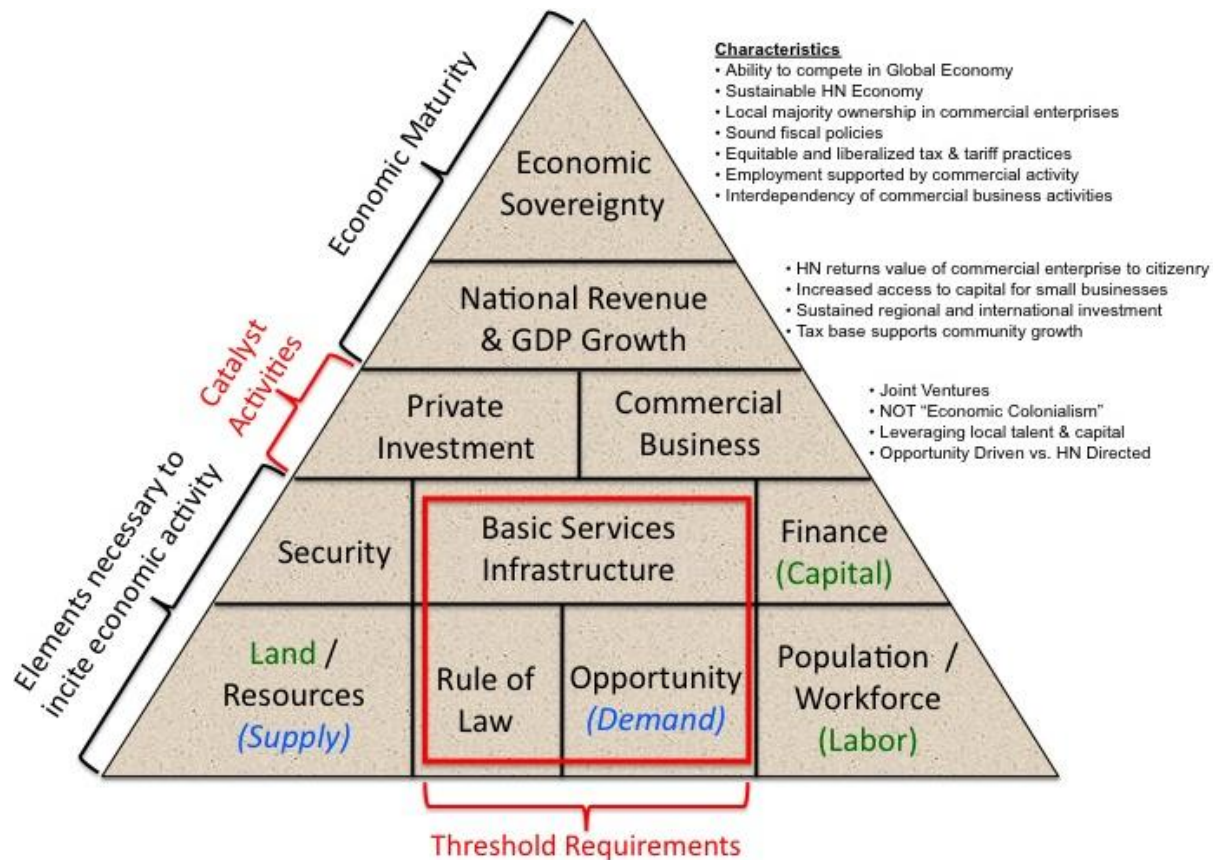 Characteristics
• Ability to compete in Global Economy
• Sustainable HN Economy
• Local majority ownership in commercial enterprises
• Sound fiscal policies
• Equitable and liberalized tax & tariff practices
• Employment supported by commercial activity
• Interdependency of commercial business activities
Economic Maturity
Economic
Sovereignty
• HN returns value of commercial enterprise to citizenry
• Increased access to capital for small businesses
• Sustained regional and international investment
• Tax base supports community growth
National Revenue
& GDP Growth
Catalyst
Activities
Private
Investment
Commercial
Business
• Joint Ventures
• NOT “Economic Colonialism”
• Leveraging local talent & capital
• Opportunity Driven vs. HN Directed
Elements necessary to
incite economic activity
Security
Basic Services
Infrastructure
Finance
(Capital)
Land /
Resources
(Supply)
Rule of
Law
Opportunity
(Demand)
Population /
Workforce
(Labor)
Threshold Requirements